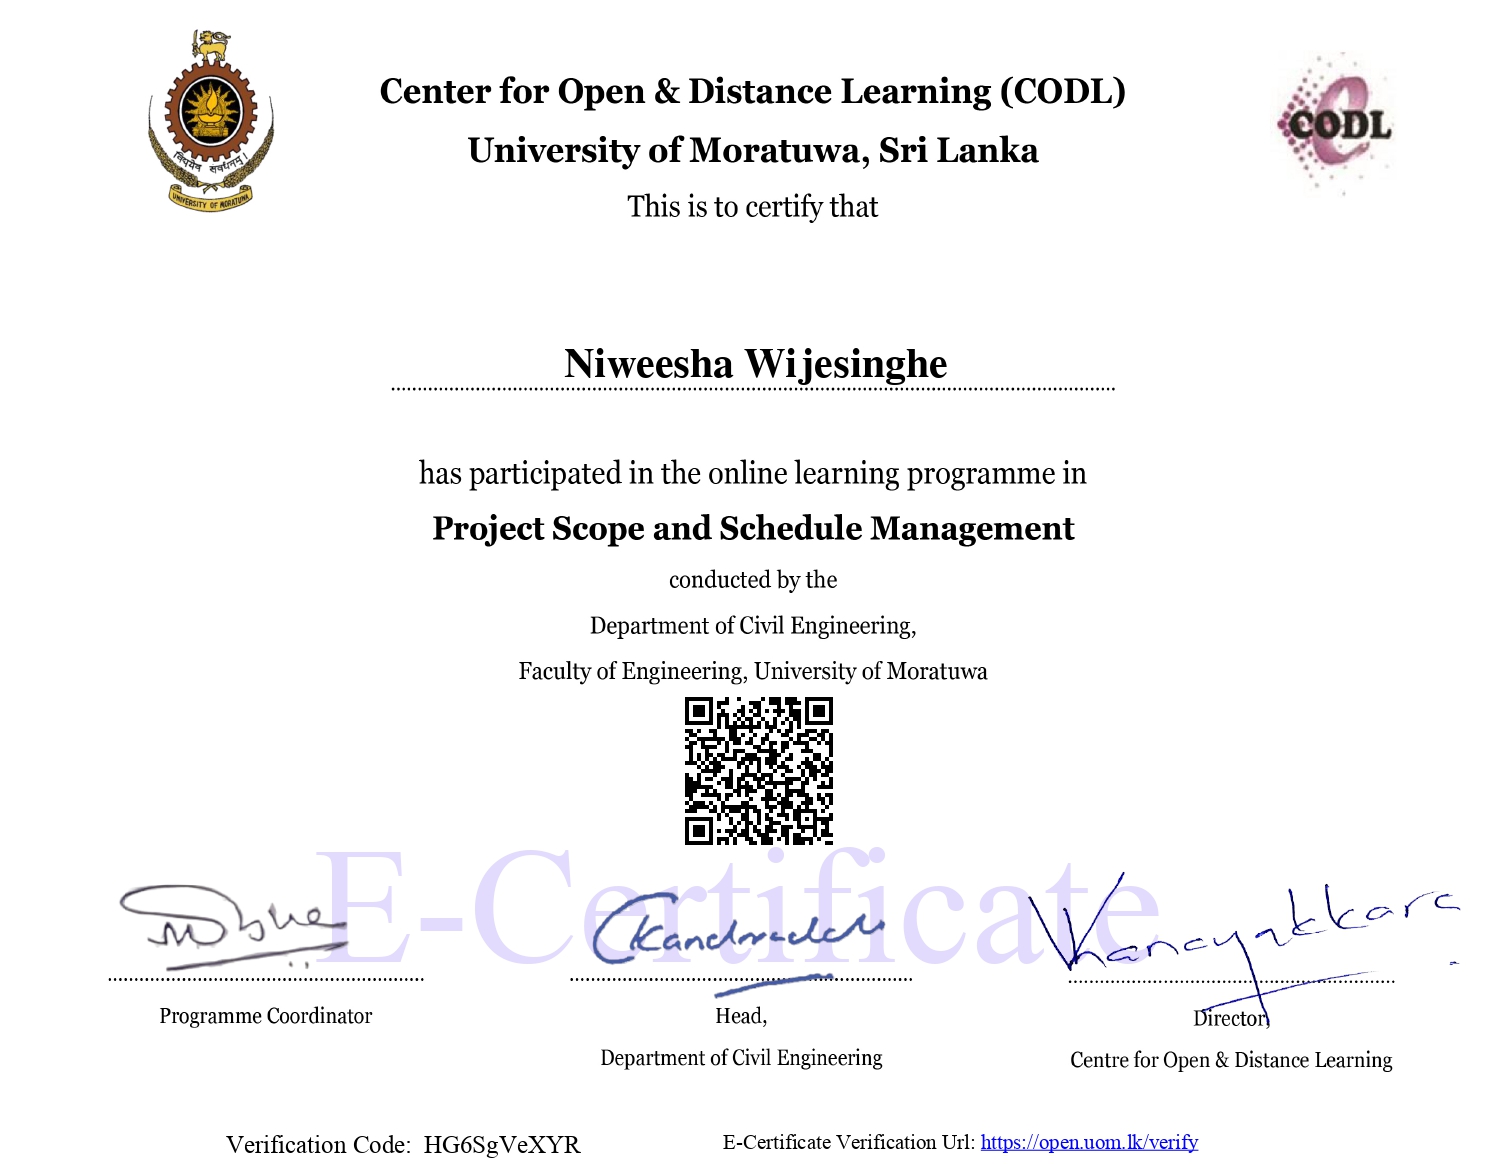 Center for Open & Distance Learning (CODL)
University of Moratuwa, Sri Lanka
This is to certify that
विद्ययैव सर्वधनम्।
UNIVERSITY OF MORATUWA
CODL
Niweesha Wijesinghe
has participated in the online learning programme in
Project Scope and Schedule Management
conducted by the
Department of Civil Engineering,
Faculty of Engineering, University of Moratuwa
E-Certificate
Programme Coordinator
Head,
Department of Civil Engineering
Director,
Centre for Open & Distance Learning
Verification Code: HG6SgVeXYR
E-Certificate Verification Url: https://open.uom.lk/verify